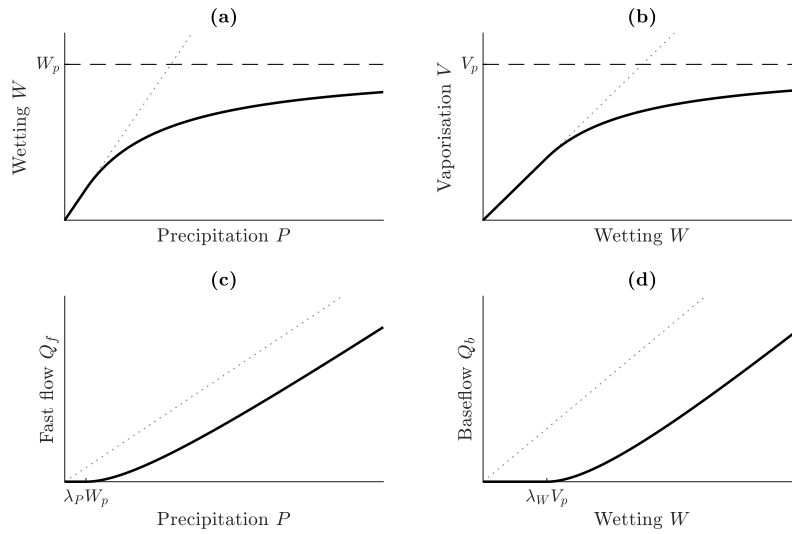 (a)
Wetting W
W_p
Precipitation P
(b)
Vaporisation V
V_p
Wetting W
(c)
Fast flow Q_f
λ_P W_p
Precipitation P
(d)
Baseflow Q_b
λ_W V_p
Wetting W